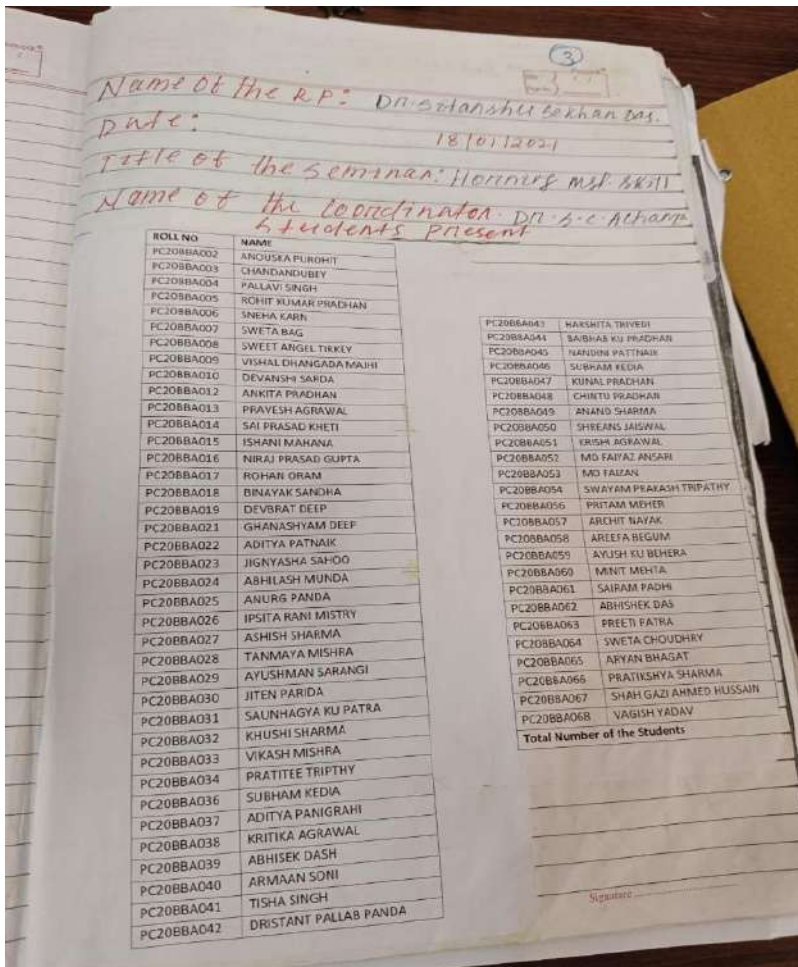 3
Name of the RP: Dr. Sitanshu Sekhar Das.
Date:
18/01/2021
Title of the Seminar: Horning mgt. skill
Name of the Coordinator. Dr. S.C Acharya
Students Present
ROLL NO NAME
PC20BBA002 ANOUSKA PUROHIT
PC20BBA003 CHANDANDUBEY
PC20BBA004 PALLAVI SINGH
PC20BBA005 ROHIT KUMAR PRADHAN
PC20BBA006 SNEHA KARN
PC20BBA007 SWETA BAG
PC20BBA008 SWEET ANGEL TIRKEY
PC20BBA009 VISHAL DHANGADA MAJHI
PC20BBA010 DEVANSHI SARDA
PC20BBA012 ANKITA PRADHAN
PC20BBA013 PRAYESH AGRAWAL
PC20BBA014 SAI PRASAD KHETI
PC20BBA015 ISHANI MAHANA
PC20BBA016 NIRAJ PRASAD GUPTA
PC20BBA017 ROHAN ORAM
PC20BBA018 BINAYAK SANDHA
PC20BBA019 DEVBRAT DEEP
PC20BBA021 GHANASHYAM DEEP
PC20BBA022 ADITYA PATNAIK
PC20BBA023 JIGNYASHA SAHOO
PC20BBA024 ABHILASH MUNDA
PC20BBA025 ANURG PANDA
PC20BBA026 IPSITA RANI MISTRY
PC20BBA027 ASHISH SHARMA
PC20BBA028 TANMAYA MISHRA
PC20BBA029 AYUSHMAN SARANGI
PC20BBA030 JITEN PARIDA
PC20BBA031 SAUNHAGYA KU PATRA
PC20BBA032 KHUSHI SHARMA
PC20BBA033 VIKASH MISHRA
PC20BBA034 PRATITEE TRIPTHY
PC20BBA036 SUBHAM KEDIA
PC20BBA037 ADITYA PANIGRAHI
PC20BBA038 KRITIKA AGRAWAL
PC20BBA039 ABHISEK DASH
PC20BBA040 ARMAAN SONI
PC20BBA041 TISHA SINGH
PC20BBA042 DRISTANT PALLAB PANDA
PC20BBA043 HARSHITA TRIVEDI
PC20BBA044 BAIBHAB KU PRADHAN
PC20BBA045 NANDINI PATTNAIK
PC20BBA046 SUBHAM KEDIA
PC20BBA047 KUNAL PRADHAN
PC20BBA048 CHINTU PRADHAN
PC20BBA049 ANAND SHARMA
PC20BBA050 SHREANS JAISWAL
PC20BBA051 KRISHI AGRAWAL
PC20BBA052 MD FAIYAZ ANSARI
PC20BBA053 MD FAIZAN
PC20BBA054 SWAYAM PRAKASH TRIPATHY
PC20BBA056 PRITAM MEHER
PC20BBA057 ARCHIT NAYAK
PC20BBA058 AREEFA BEGUM
PC20BBA059 AYUSH KU BEHERA
PC20BBA060 MINIT MEHTA
PC20BBA061 SAIRAM PADHI
PC20BBA062 ABHISHEK DAS
PC20BBA063 PREETI PATRA
PC20BBA064 SWETA CHOUDHRY
PC20BBA065 ARYAN BHAGAT
PC20BBA066 PRATIKSHYA SHARMA
PC20BBA067 SHAH GAZI AHMED HUSSAIN
PC20BBA068 VAGISH YADAV
Total Number of the Students
Signature